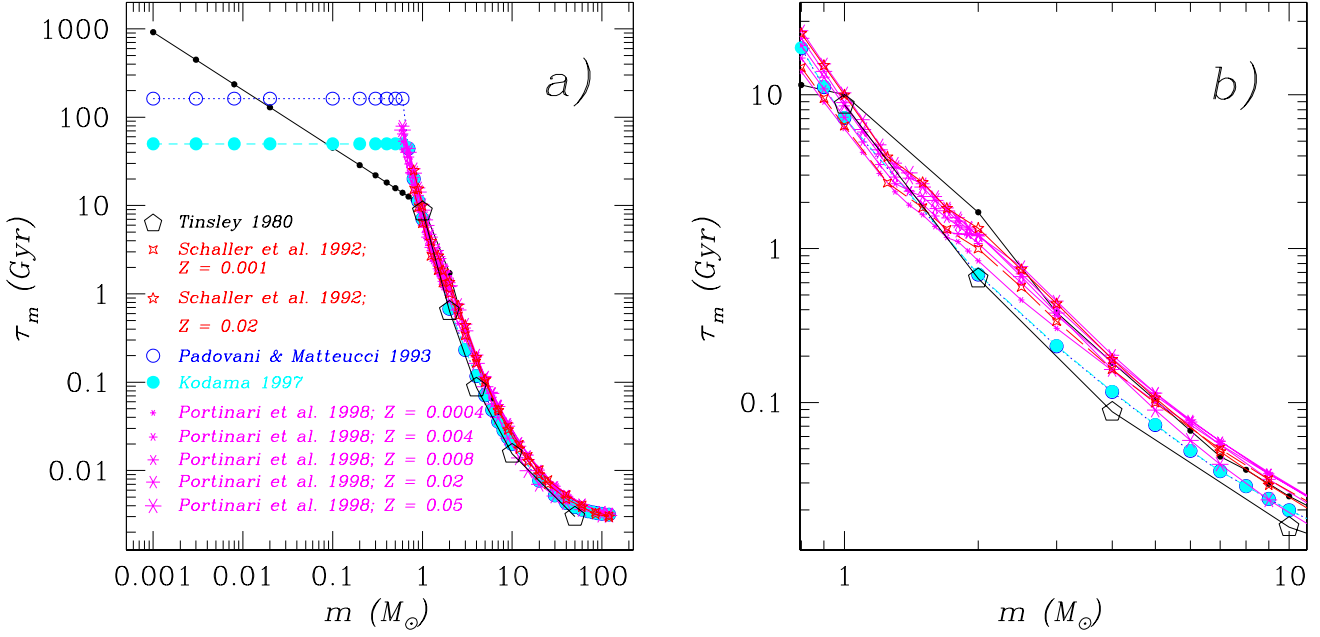 a)
1000
100
10
1
0.1
0.01
τm (Gyr)
Tinsley 1980
Schaller et al. 1992;
Z = 0.001
Schaller et al. 1992;
Z = 0.02
Padovani & Matteucci 1993
Kodama 1997
Portinari et al. 1998; Z = 0.0004
Portinari et al. 1998; Z = 0.004
Portinari et al. 1998; Z = 0.008
Portinari et al. 1998; Z = 0.02
Portinari et al. 1998; Z = 0.05
0.001 0.01 0.1 1 10 100
m (M⊙)
b)
10
1
0.1
τm (Gyr)
1 10
m (M⊙)